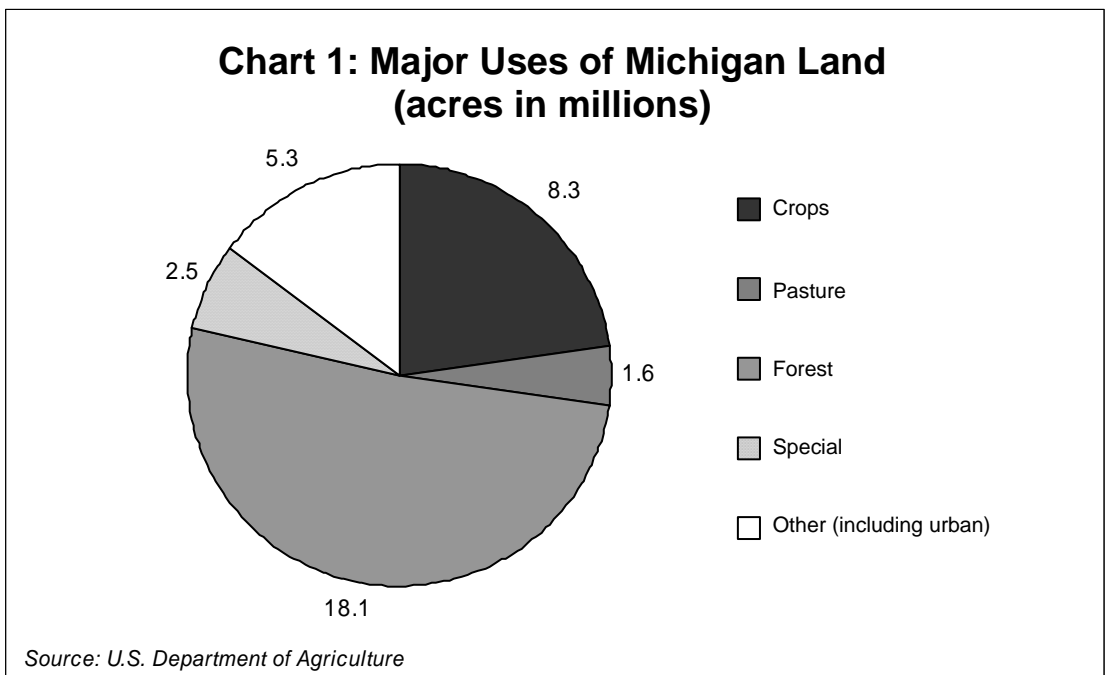 Chart 1: Major Uses of Michigan Land
(acres in millions)
5.3
8.3
2.5
1.6
18.1
Crops
Pasture
Forest
Special
Other (including urban)
Source: U.S. Department of Agriculture